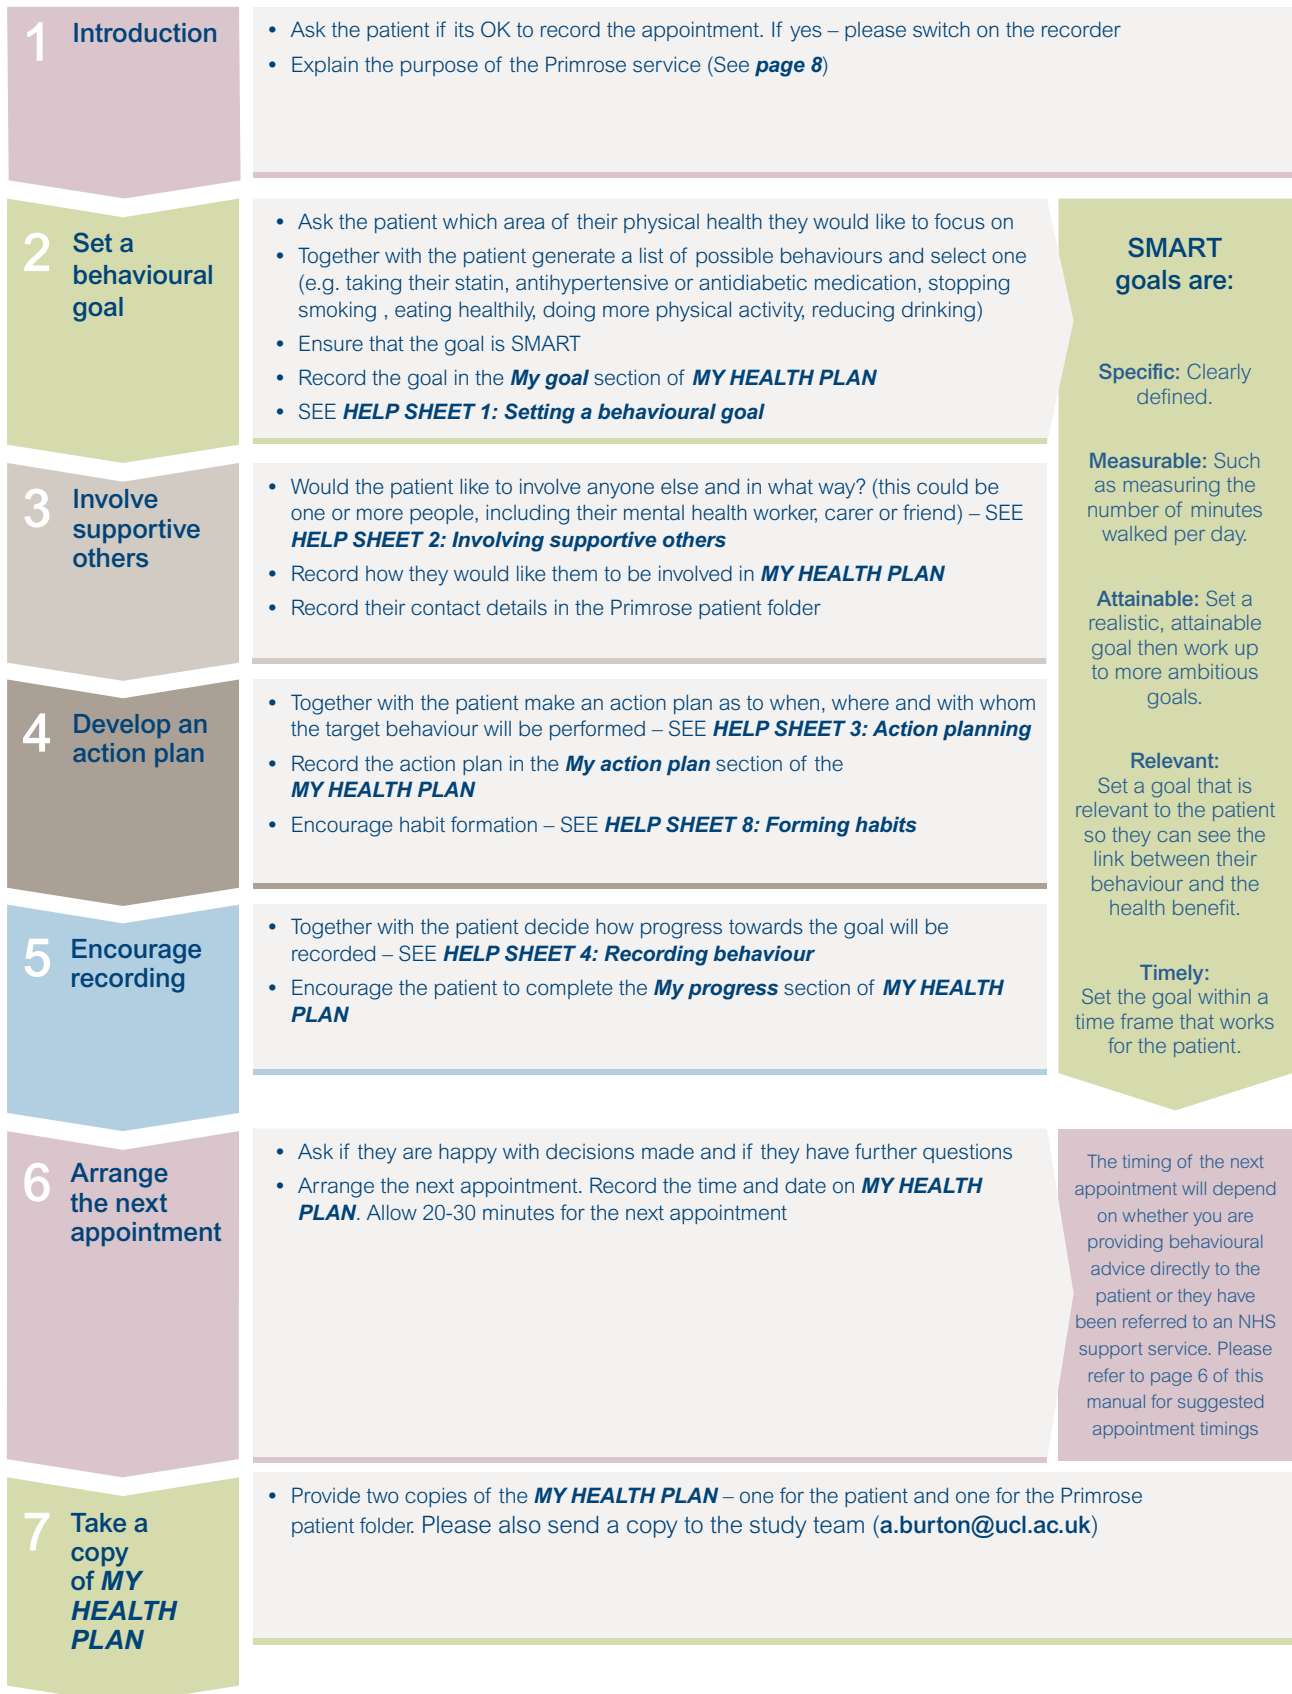 1 Introduction
• Ask the patient if its OK to record the appointment. If yes – please switch on the recorder
• Explain the purpose of the Primrose service (See page 8)
2 Set a
behavioural
goal
• Ask the patient which area of their physical health they would like to focus on
• Together with the patient generate a list of possible behaviours and select one
(e.g. taking their statin, antihypertensive or antidiabetic medication, stopping
smoking , eating healthily, doing more physical activity, reducing drinking)
• Ensure that the goal is SMART
• Record the goal in the My goal section of MY HEALTH PLAN
• SEE HELP SHEET 1: Setting a behavioural goal
SMART
goals are:
Specific: Clearly
defined.
Measurable: Such
as measuring the
number of minutes
walked per day.
Attainable: Set a
realistic, attainable
goal then work up
to more ambitious
goals.
Relevant:
Set a goal that is
relevant to the patient
so they can see the
link between their
behaviour and the
health benefit.
Timely:
Set the goal within a
time frame that works
for the patient.
3 Involve
supportive
others
• Would the patient like to involve anyone else and in what way? (this could be
one or more people, including their mental health worker, carer or friend) – SEE
HELP SHEET 2: Involving supportive others
• Record how they would like them to be involved in MY HEALTH PLAN
• Record their contact details in the Primrose patient folder
4 Develop an
action plan
• Together with the patient make an action plan as to when, where and with whom
the target behaviour will be performed – SEE HELP SHEET 3: Action planning
• Record the action plan in the My action plan section of the
MY HEALTH PLAN
• Encourage habit formation – SEE HELP SHEET 8: Forming habits
5 Encourage
recording
• Together with the patient decide how progress towards the goal will be
recorded – SEE HELP SHEET 4: Recording behaviour
• Encourage the patient to complete the My progress section of MY HEALTH
PLAN
6 Arrange
the next
appointment
• Ask if they are happy with decisions made and if they have further questions
• Arrange the next appointment. Record the time and date on MY HEALTH
PLAN. Allow 20-30 minutes for the next appointment
The timing of the next
appointment will depend
on whether you are
providing behavioural
advice directly to the
patient or they have
been referred to an NHS
support service. Please
refer to page 6 of this
manual for suggested
appointment timings
7 Take a
copy
of MY
HEALTH
PLAN
• Provide two copies of the MY HEALTH PLAN – one for the patient and one for the Primrose
patient folder. Please also send a copy to the study team (a.burton@ucl.ac.uk)